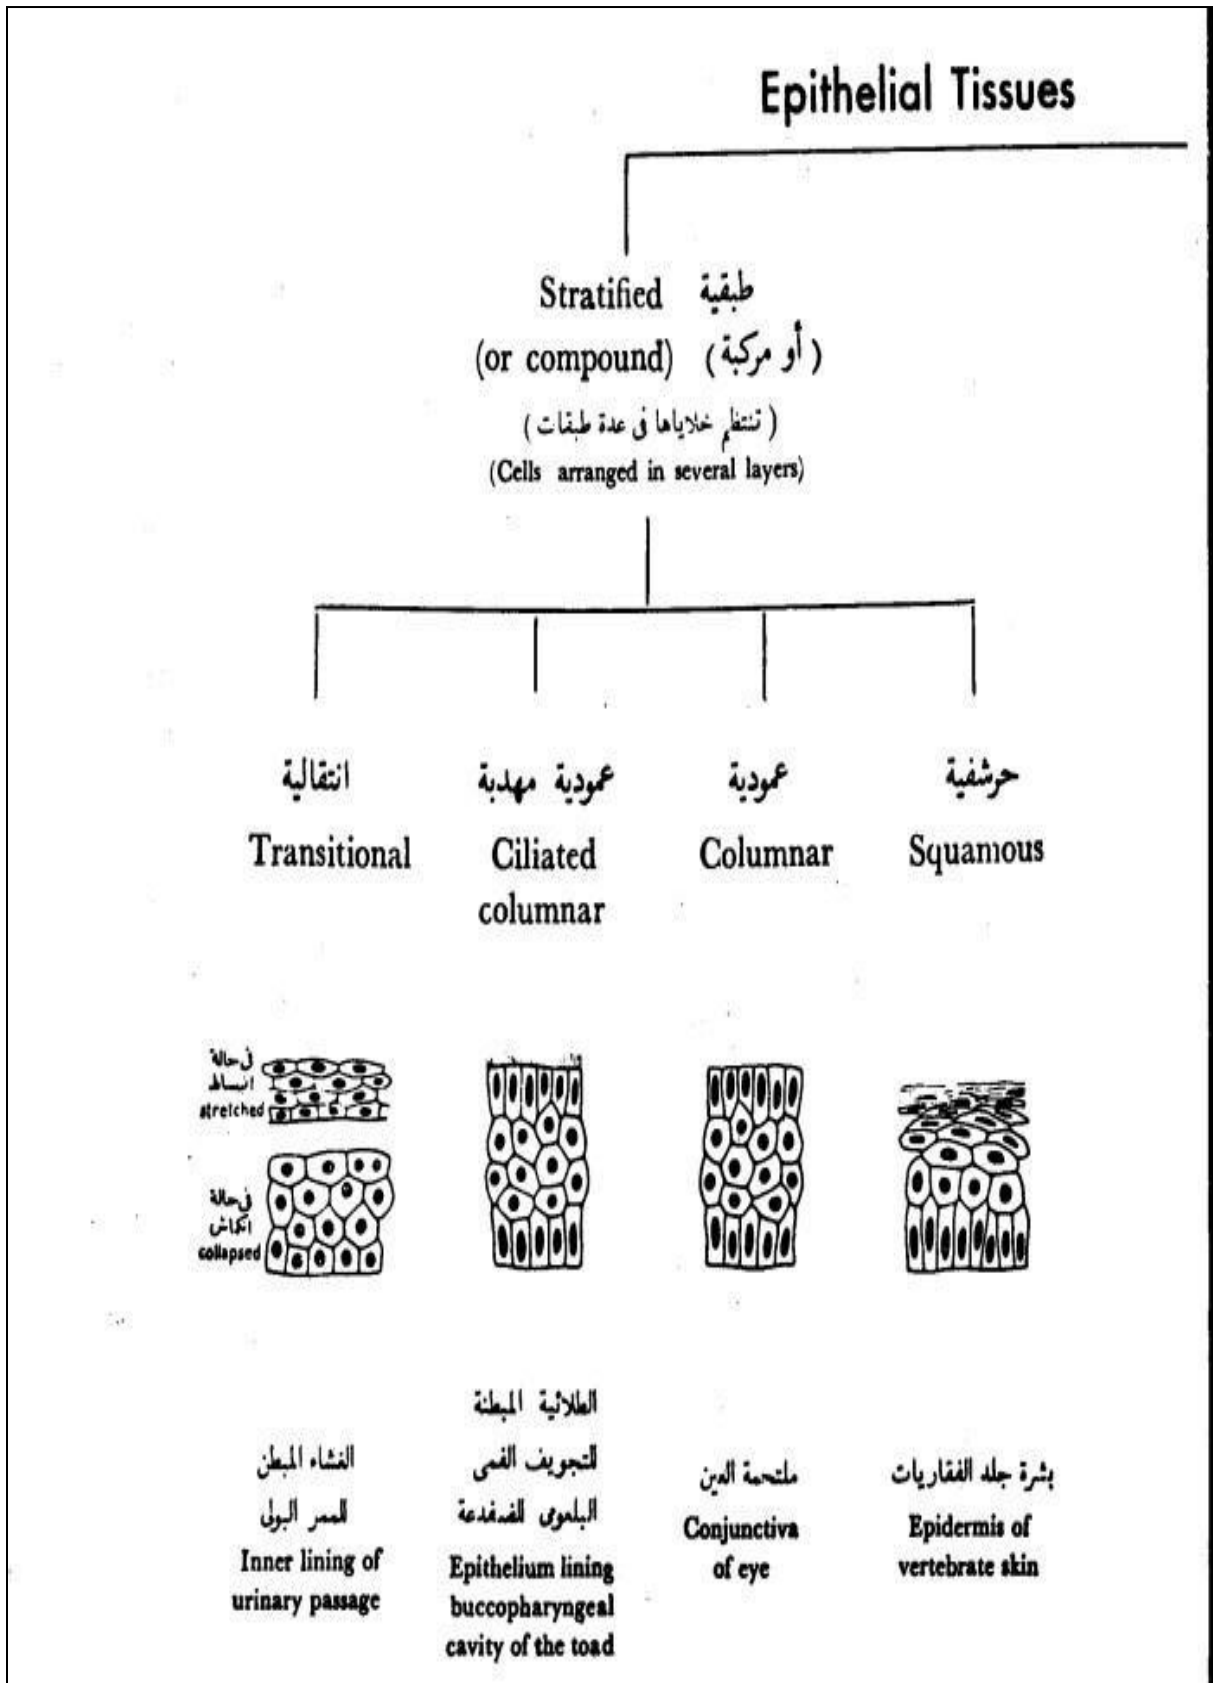 Epithelial Tissues
Stratified طبقية
(or compound) (أو مركبة)
(تنتظم خلاياها فى عدة طبقات)
(Cells arranged in several layers)
انتقالية
Transitional
عمودية مهدبة
Ciliated
columnar
عمودية
Columnar
حرشفية
Squamous
فى حالة
انبساط
stretched
فى حالة
انكماش
collapsed
الغشاء المبطن
للممر البولى
Inner lining of
urinary passage
الطلائية المبطنة
للتجويف الفمى
البلعومى للضفدعة
Epithelium lining
buccopharyngeal
cavity of the toad
ملتحمة العين
Conjunctiva
of eye
بشرة جلد الفقاريات
Epidermis of
vertebrate skin